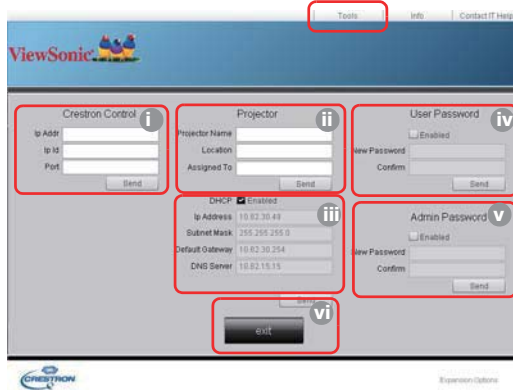 Tools Info Contact IT Help
ViewSonic
Crestron Control
i
Ip Addr
Ip Id
Port
Send
Projector
ii
Projector Name
Location
Assigned To
Send
DHCP Enabled
iii
Ip Address 10.82.30.48
Subnet Mask 255.255.255.0
Default Gateway 10.82.30.254
DNS Server 10.82.15.15
Send
User Password
iv
Enabled
New Password
Confirm
Send
Admin Password
v
Enabled
New Password
Confirm
Send
vi
exit
CRESTRON
Expansion Options